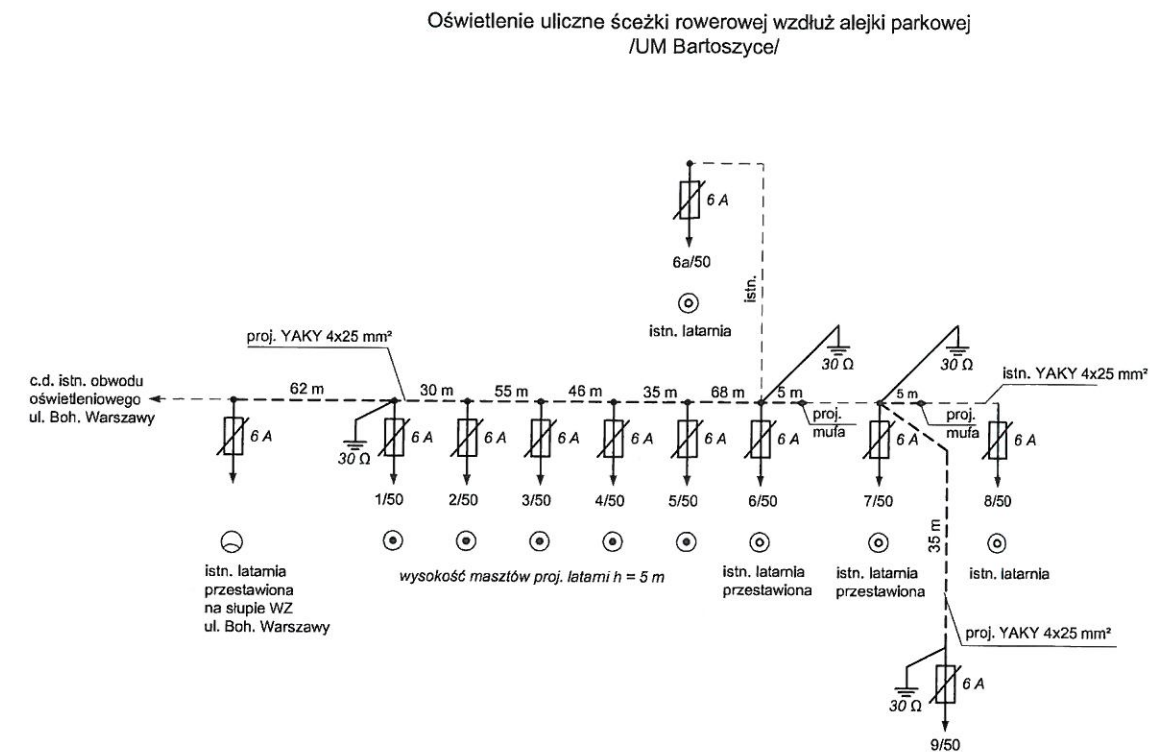 Oświetlenie uliczne ścieżki rowerowej wzdłuż alejki parkowej
/UM Bartoszyce/
6 A
6a/50
istn.
istn. latarnia
proj. YAKY 4x25 mm²
30 Ω
30 Ω
istn. YAKY 4x25 mm²
c.d. istn. obwodu
oświetleniowego
ul. Boh. Warszawy
62 m
30 m
55 m
46 m
35 m
68 m
5 m
5 m
proj.
mufa
proj.
mufa
6 A
30 Ω
6 A
6 A
6 A
6 A
6 A
6 A
6 A
6 A
1/50
2/50
3/50
4/50
5/50
6/50
7/50
8/50
35 m
istn. latarnia
przestawiona
na słupie WZ
ul. Boh. Warszawy
wysokość masztów proj. latarni h = 5 m
istn. latarnia
przestawiona
istn. latarnia
przestawiona
istn. latarnia
proj. YAKY 4x25 mm²
30 Ω
6 A
9/50